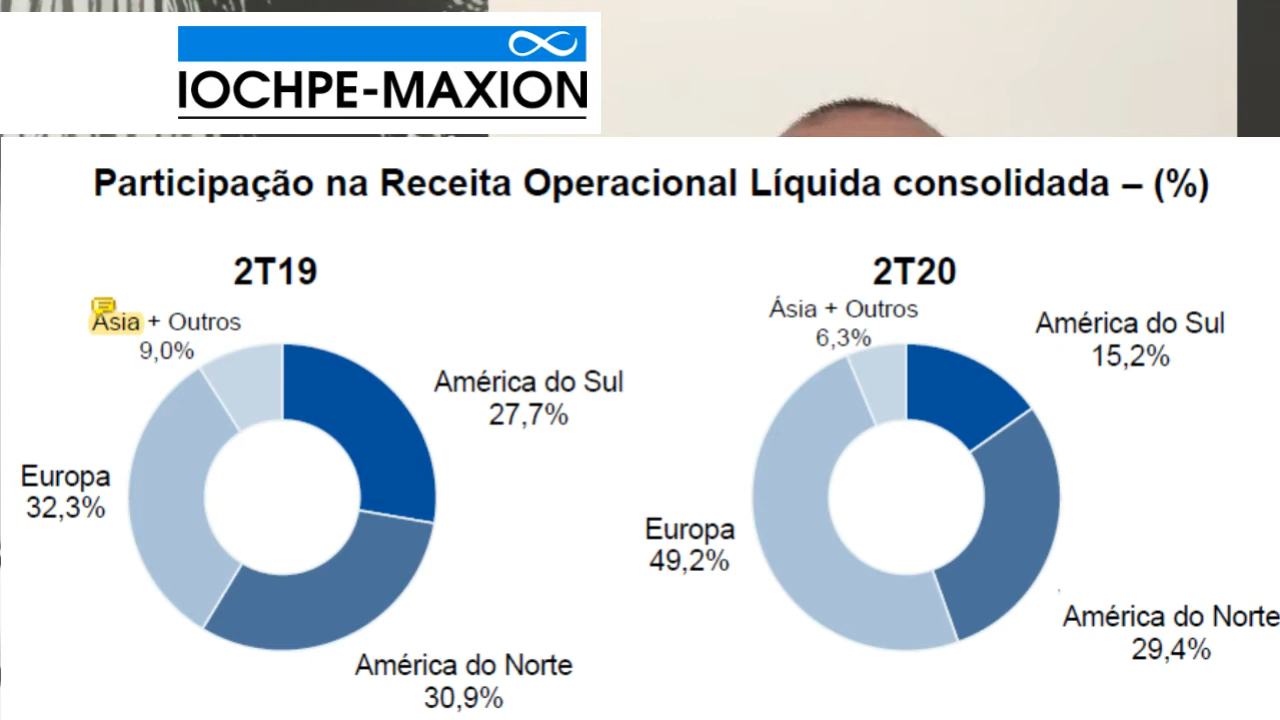 IOCHPE-MAXION
Participação na Receita Operacional Líquida consolidada – (%)
2T19
Ásia + Outros
9,0%
América do Sul
27,7%
Europa
32,3%
América do Norte
30,9%
2T20
Ásia + Outros
6,3%
América do Sul
15,2%
Europa
49,2%
América do Norte
29,4%